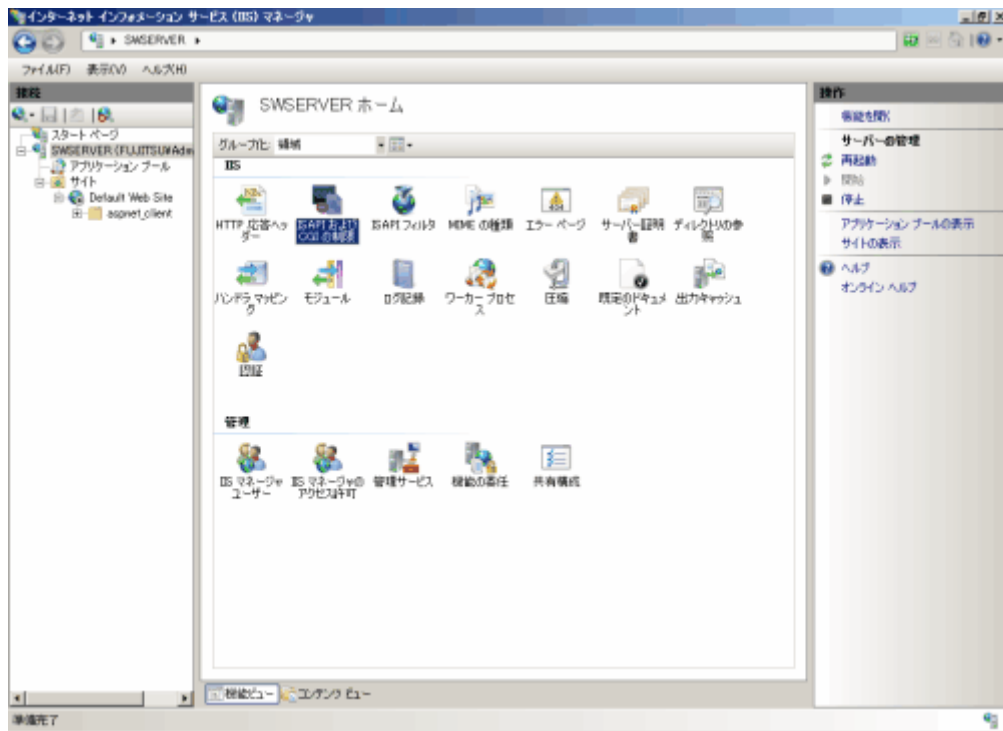 インターネット インフォメーション サービス (IIS) マネージャ
SWSERVER
ファイル(F) 表示(V) ヘルプ(H)
接続
スタート ページ
SWSERVER (FUJITSU¥Adm
アプリケーション プール
サイト
Default Web Site
aspnet_client
SWSERVER ホーム
グループ化: 領域
IIS
HTTP 応答ヘッ
ダー
ISAPI および
CGI の制限
ISAPI フィルタ
MIME の種類
エラー ページ
サーバー証明
書
ディレクトリの参
照
ハンドラ マッピン
グ
モジュール
ログ記録
ワーカー プロセ
ス
圧縮
既定のドキュメ
ント
出力キャッシュ
認証
管理
IIS マネージャ
ユーザー
IIS マネージャの
アクセス許可
管理サービス
機能の委任
共有構成
機能ビュー
コンテンツ ビュー
準備完了
操作
機能を開く
サーバーの管理
再起動
開始
停止
アプリケーション プールの表示
サイトの表示
ヘルプ
オンライン ヘルプ